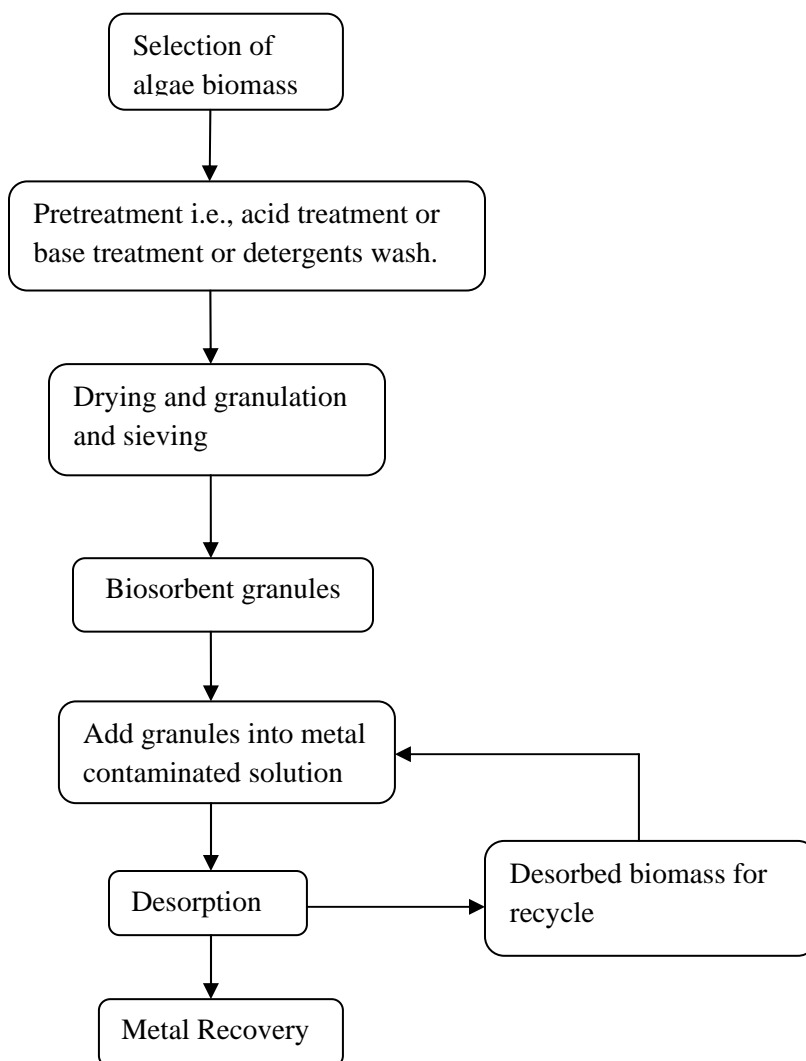 Selection of
algae biomass
Pretreatment i.e., acid treatment or
base treatment or detergents wash.
Drying and granulation
and sieving
Biosorbent granules
Add granules into metal
contaminated solution
Desorption
Desorbed biomass for
recycle
Metal Recovery